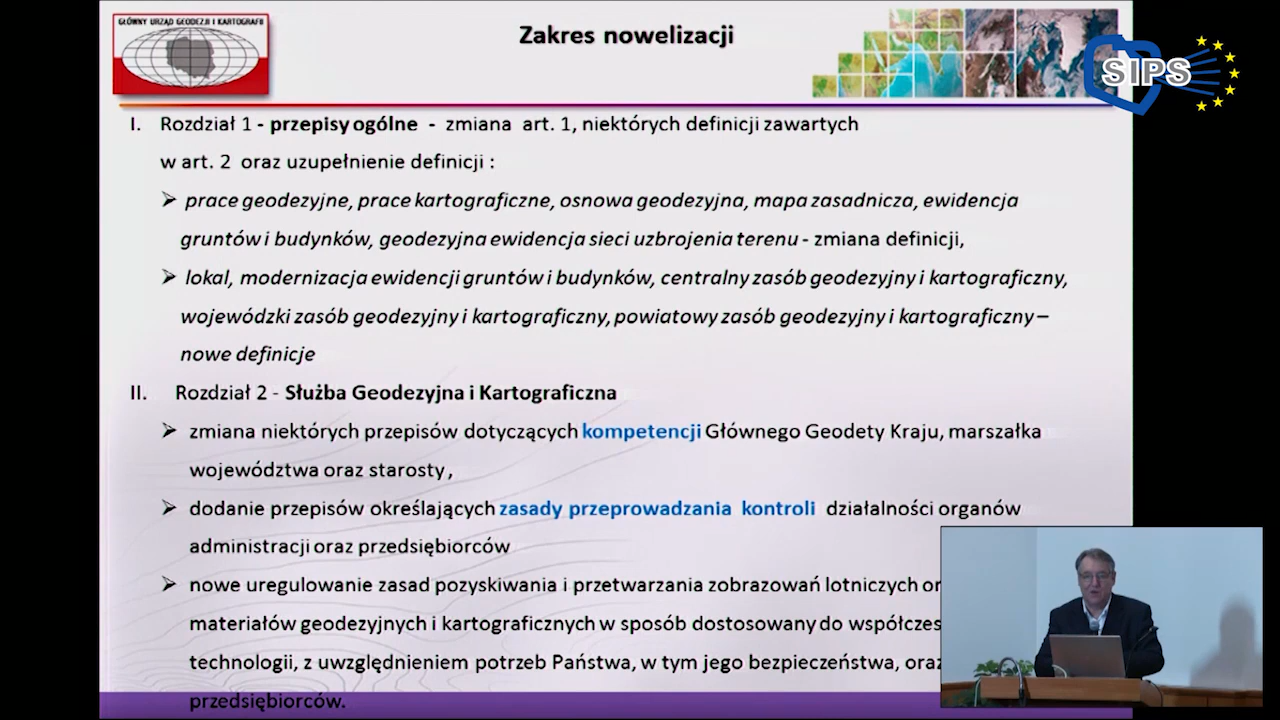 GŁÓWNY URZĄD GEODEZJI I KARTOGRAFII
Zakres nowelizacji
SIPS
I. Rozdział 1 - przepisy ogólne - zmiana art. 1, niektórych definicji zawartych
w art. 2 oraz uzupełnienie definicji :
➢ prace geodezyjne, prace kartograficzne, osnowa geodezyjna, mapa zasadnicza, ewidencja
gruntów i budynków, geodezyjna ewidencja sieci uzbrojenia terenu - zmiana definicji,
➢ lokal, modernizacja ewidencji gruntów i budynków, centralny zasób geodezyjny i kartograficzny,
wojewódzki zasób geodezyjny i kartograficzny, powiatowy zasób geodezyjny i kartograficzny –
nowe definicje
II. Rozdział 2 - Służba Geodezyjna i Kartograficzna
➢ zmiana niektórych przepisów dotyczących kompetencji Głównego Geodety Kraju, marszałka
województwa oraz starosty ,
➢ dodanie przepisów określających zasady przeprowadzania kontroli działalności organów
administracji oraz przedsiębiorców
➢ nowe uregulowanie zasad pozyskiwania i przetwarzania zobrazowań lotniczych
materiałów geodezyjnych i kartograficznych w sposób dostosowany do
technologii, z uwzględnieniem potrzeb Państwa, w tym jego bezpieczeństwa, oraz
przedsiębiorców.